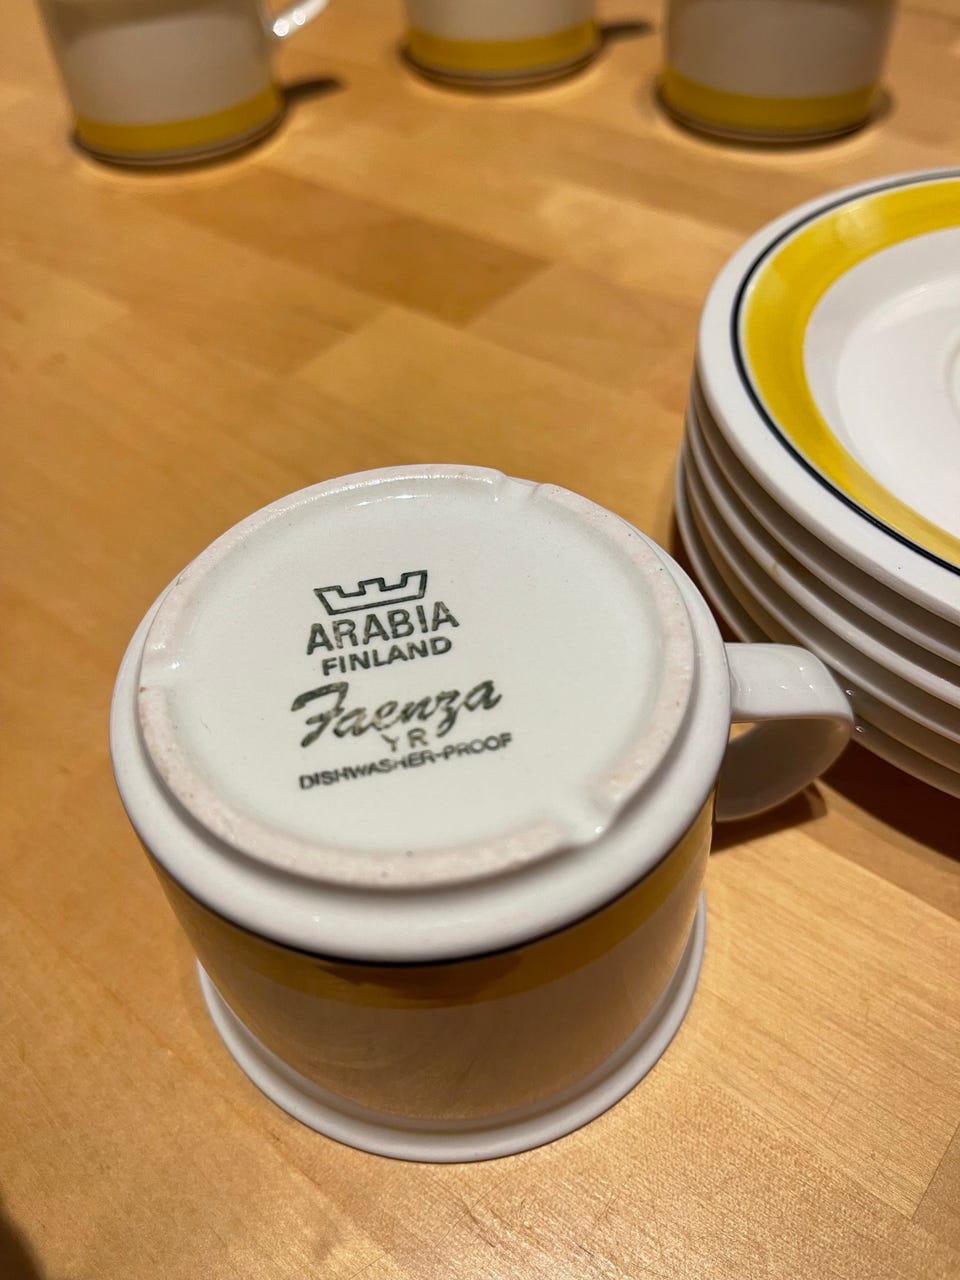 ARABIA
FINLAND
Faenza
YR
DISHWASHER-PROOF